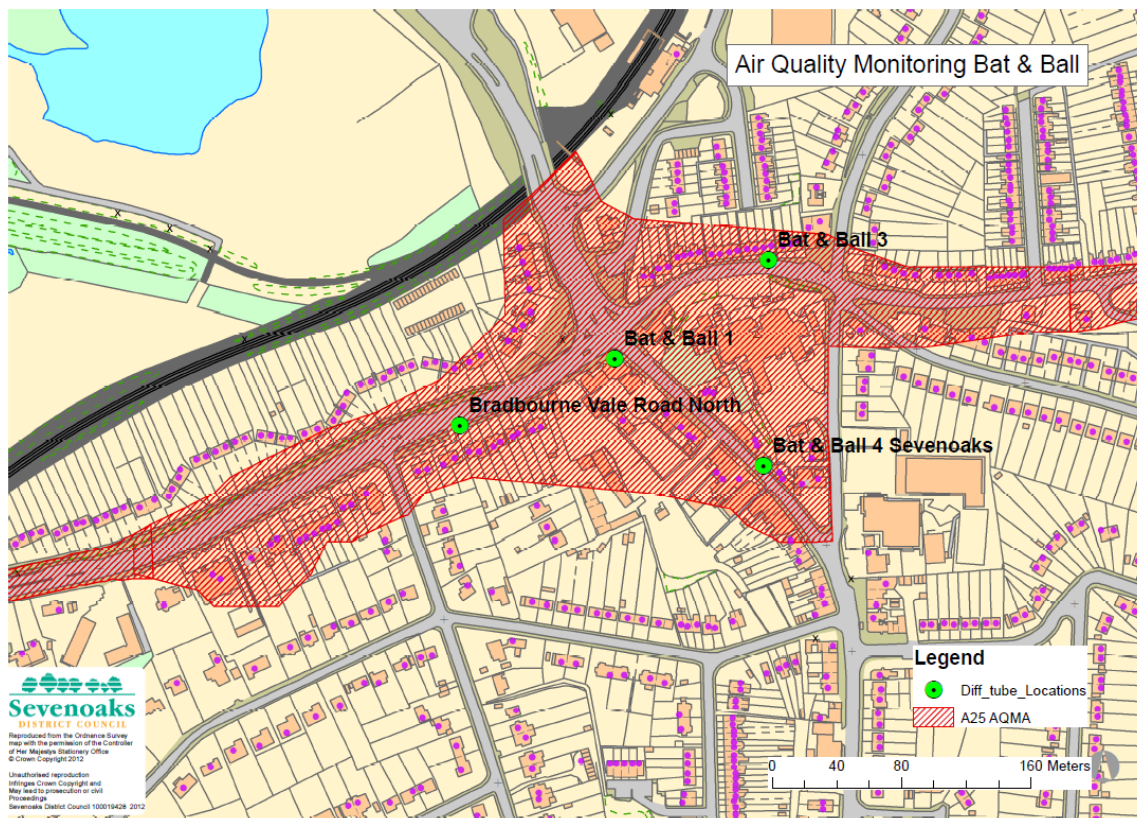 Air Quality Monitoring Bat & Ball
Bat & Ball 3
Bat & Ball 1
Bradbourne Vale Road North
Bat & Ball 4 Sevenoaks
Legend
Diff_tube_Locations
A25 AQMA
0 40 80 160 Meters
Sevenoaks
DISTRICT COUNCIL
Reproduced from the Ordnance Survey
map with the permission of the Controller
of Her Majestys Stationery Office
© Crown Copyright 2012
Unauthorised reproduction
Infringes Crown Copyright and
May lead to prosecution or civil
Proceedings
Sevenoaks District Council 100019428 2012